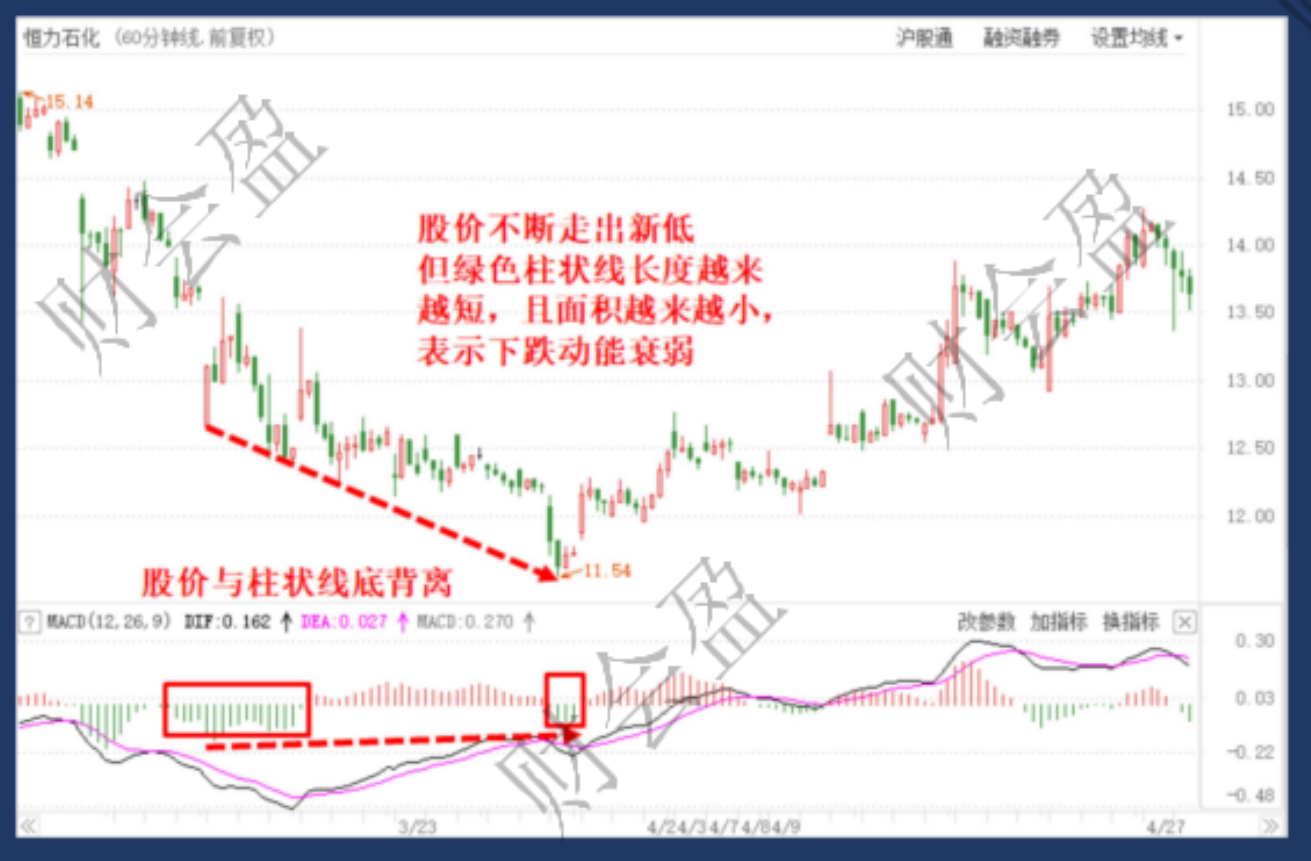 恒力石化 (60分钟线,前复权)
沪股通 融资融券 设置均线
15.14
15.00
14.50
14.00
13.50
13.00
12.50
12.00
股价不断走出新低
但绿色柱状线长度越来
越短，且面积越来越小，
表示下跌动能衰弱
11.54
股价与柱状线底背离
? MACD(12,26,9) DIF:0.162 ↑ DEA:0.027 ↑ MACD:0.270 ↑
改参数 加指标 换指标 ×
0.30
0.03
-0.22
-0.48
3/23
4/24/34/74/84/9
4/27
财会盈
财会盈
财会盈